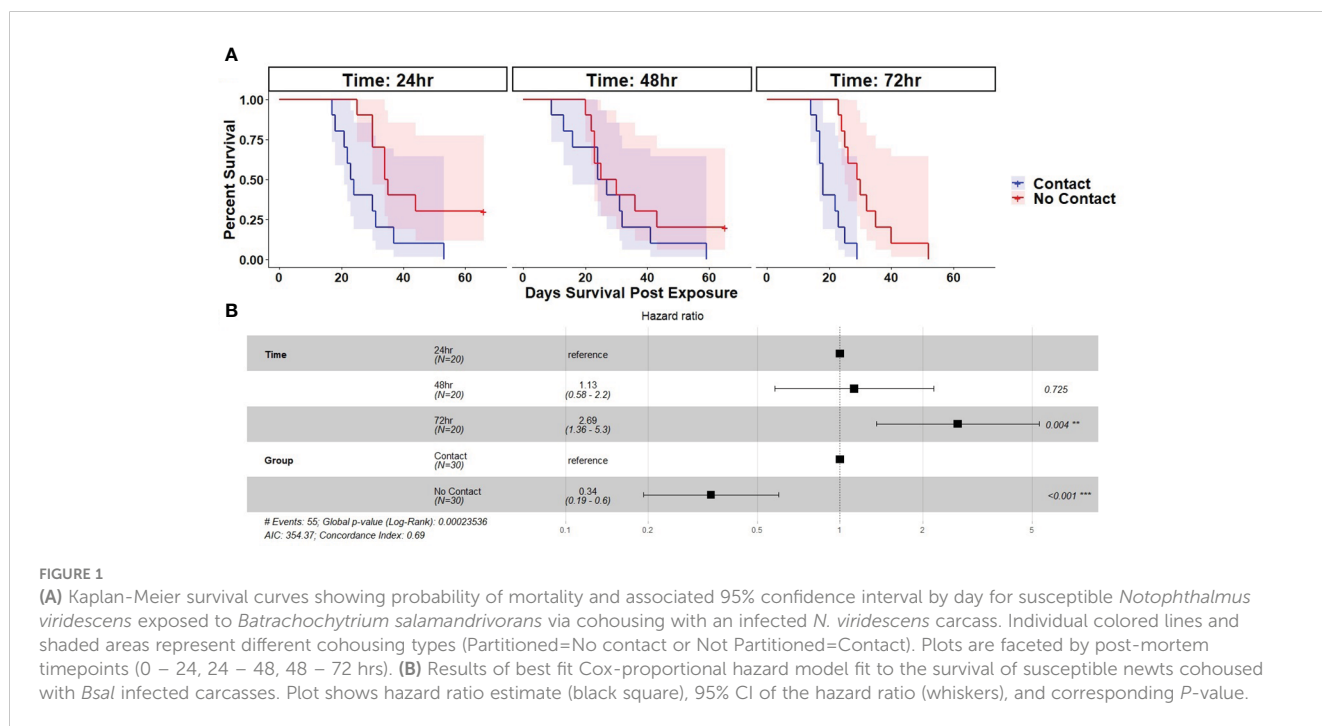 A
Time: 24hr
Time: 48hr
Time: 72hr
Percent Survival
1.00
0.75
0.50
0.25
0.00
0 20 40 60
0 20 40 60
0 20 40 60
Days Survival Post Exposure
Contact
No Contact
B
Hazard ratio
Time
24hr
(N=20)
reference
48hr
(N=20)
1.13
(0.58 - 2.2)
0.725
72hr
(N=20)
2.69
(1.36 - 5.3)
0.004 **
Group
Contact
(N=30)
reference
No Contact
(N=30)
0.34
(0.19 - 0.6)
<0.001 ***
# Events: 55; Global p-value (Log-Rank): 0.00023536
AIC: 354.37; Concordance Index: 0.69
0.1 0.2 0.5 1 2 5
FIGURE 1
(A) Kaplan-Meier survival curves showing probability of mortality and associated 95% confidence interval by day for susceptible Notophthalmus
viridescens exposed to Batrachochytrium salamandrivorans via cohousing with an infected N. viridescens carcass. Individual colored lines and
shaded areas represent different cohousing types (Partitioned=No contact or Not Partitioned=Contact). Plots are faceted by post-mortem
timepoints (0 – 24, 24 – 48, 48 – 72 hrs). (B) Results of best fit Cox-proportional hazard model fit to the survival of susceptible newts cohoused
with Bsal infected carcasses. Plot shows hazard ratio estimate (black square), 95% CI of the hazard ratio (whiskers), and corresponding P-value.